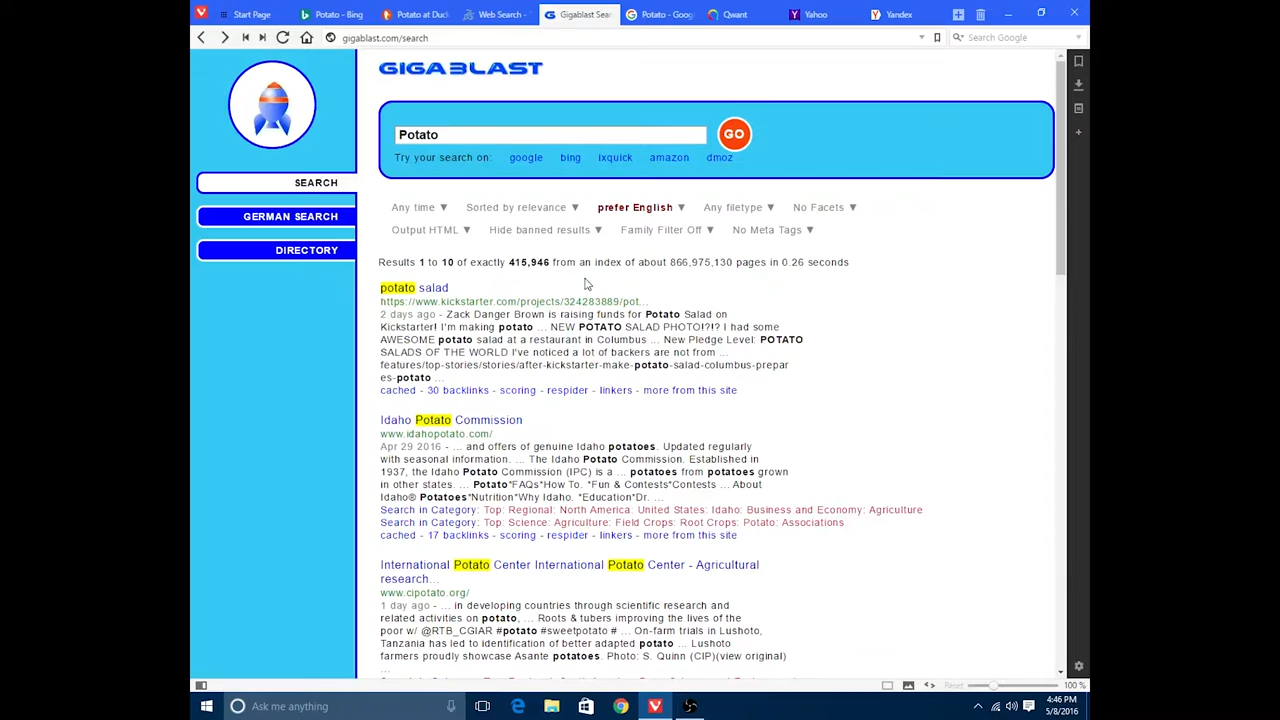 Start Page
Potato - Bing
Potato at Duck
Web Search -
Gigablast Sear
Potato - Goog
Qwant
Yahoo
Yandex
gigablast.com/search
Search Google
GIGABLAST
Potato
GO
Try your search on: google bing ixquick amazon dmoz
SEARCH
GERMAN SEARCH
DIRECTORY
Any time ▼ Sorted by relevance ▼ prefer English ▼ Any filetype ▼ No Facets ▼
Output HTML ▼ Hide banned results ▼ Family Filter Off ▼ No Meta Tags ▼
Results 1 to 10 of exactly 415,946 from an index of about 866,975,130 pages in 0.26 seconds
potato salad
https://www.kickstarter.com/projects/324283889/pot...
2 days ago - Zack Danger Brown is raising funds for Potato Salad on
Kickstarter! I'm making potato ... NEW POTATO SALAD PHOTO!?!? I had some
AWESOME potato salad at a restaurant in Columbus ... New Pledge Level: POTATO
SALADS OF THE WORLD I've noticed a lot of backers are not from ...
features/top-stories/stories/after-kickstarter-make-potato-salad-columbus-prepar
es-potato ...
cached - 30 backlinks - scoring - respider - linkers - more from this site
Idaho Potato Commission
www.idahopotato.com/
Apr 29 2016 - ... and offers of genuine Idaho potatoes. Updated regularly
with seasonal information. ... The Idaho Potato Commission. Established in
1937, the Idaho Potato Commission (IPC) is a ... potatoes from potatoes grown
in other states. ... Potato*FAQs*How To. *Fun & Contests*Contests ... About
Idaho® Potatoes*Nutrition*Why Idaho. *Education*Dr. ...
Search in Category: Top: Regional: North America: United States: Idaho: Business and Economy: Agriculture
Search in Category: Top: Science: Agriculture: Field Crops: Root Crops: Potato: Associations
cached - 17 backlinks - scoring - respider - linkers - more from this site
International Potato Center International Potato Center - Agricultural
research...
www.cipotato.org/
1 day ago - ... in developing countries through scientific research and
related activities on potato, ... Roots & tubers improving the lives of the
poor w/ @RTB_CGIAR #potato #sweetpotato # ... On-farm trials in Lushoto,
Tanzania has led to identification of better adapted potato ... Lushoto
farmers proudly showcase Asante potatoes. Photo: S. Quinn (CIP)(view original)
...
Reset
100 %
Ask me anything
4:46 PM
5/8/2016